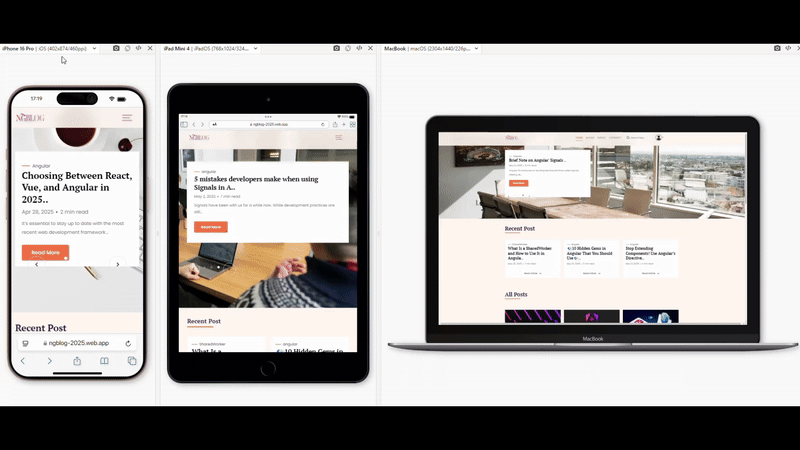 iPhone 16 Pro | iOS (402x874/460ppi)
17:19
NGBLOG
Angular
Choosing Between React,
Vue, and Angular in
2025..
Apr 28, 2025 • 2 min read
It's essential to stay up to date with the most
recent web development framework...
Read More
Recent Post
ngblog-2025.web.app
iPad Mini 4 | iPadOS (768x1024/324...
ngblog-2025.web.app
NGBLOG
Angular
5 mistakes developers make when using
Signals in A..
May 2, 2025 • 7 min read
Signals have been with us for a while now. While development practices are
Read More
Recent Post
SharedWorker
What Is a
angular
10 Hidden Gems in
MacBook | macOS (2304x1440/226p...
Brief Note on Angular Signals..
Read More
Recent Post
What Is a SharedWorker
and How to Use it in
Angula..
10 Hidden Gems in
Angular That You Should
Use
Stop Extending
Components! Use Angular's
Directive..
All Posts
MacBook